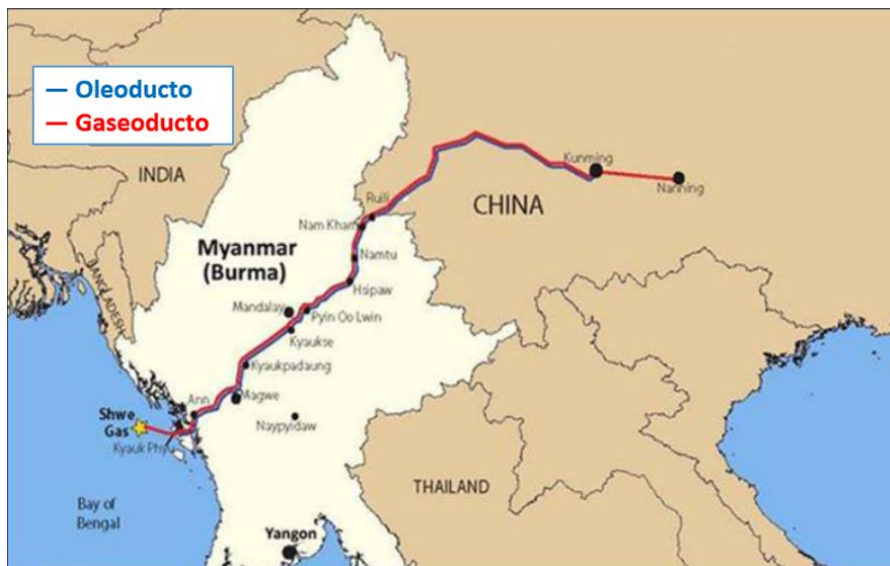 — Oleoducto
— Gaseoducto
INDIA
BANGLADESH
Myanmar
(Burma)
CHINA
Kunming
Nanning
Ruili
Nam Kham
Namtu
Hsipaw
Mandalay
Pyin Oo Lwin
Kyaukse
Kyaukpadaung
Magwe
Ann
Shwe
Gas
Kyauk Phyu
Naypyidaw
Bay of
Bengal
THAILAND
Yangon